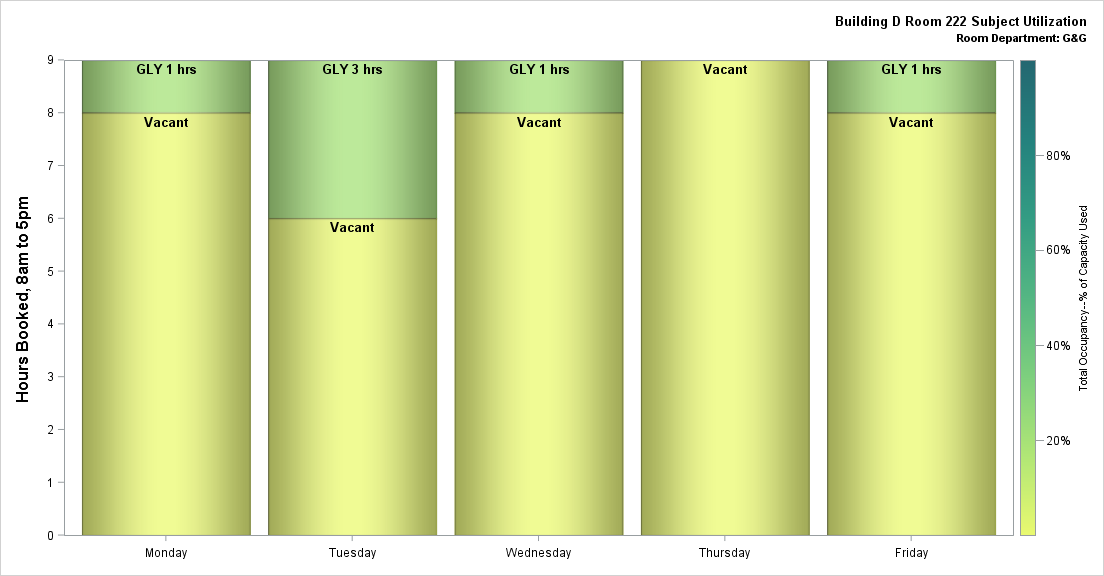 Building D Room 222 Subject Utilization
Room Department: G&G
Hours Booked, 8am to 5pm
9
8
7
6
5
4
3
2
1
0
GLY 1 hrs
Vacant
GLY 3 hrs
Vacant
GLY 1 hrs
Vacant
Vacant
GLY 1 hrs
Vacant
Monday
Tuesday
Wednesday
Thursday
Friday
80%
60%
40%
20%
Total Occupancy--% of Capacity Used